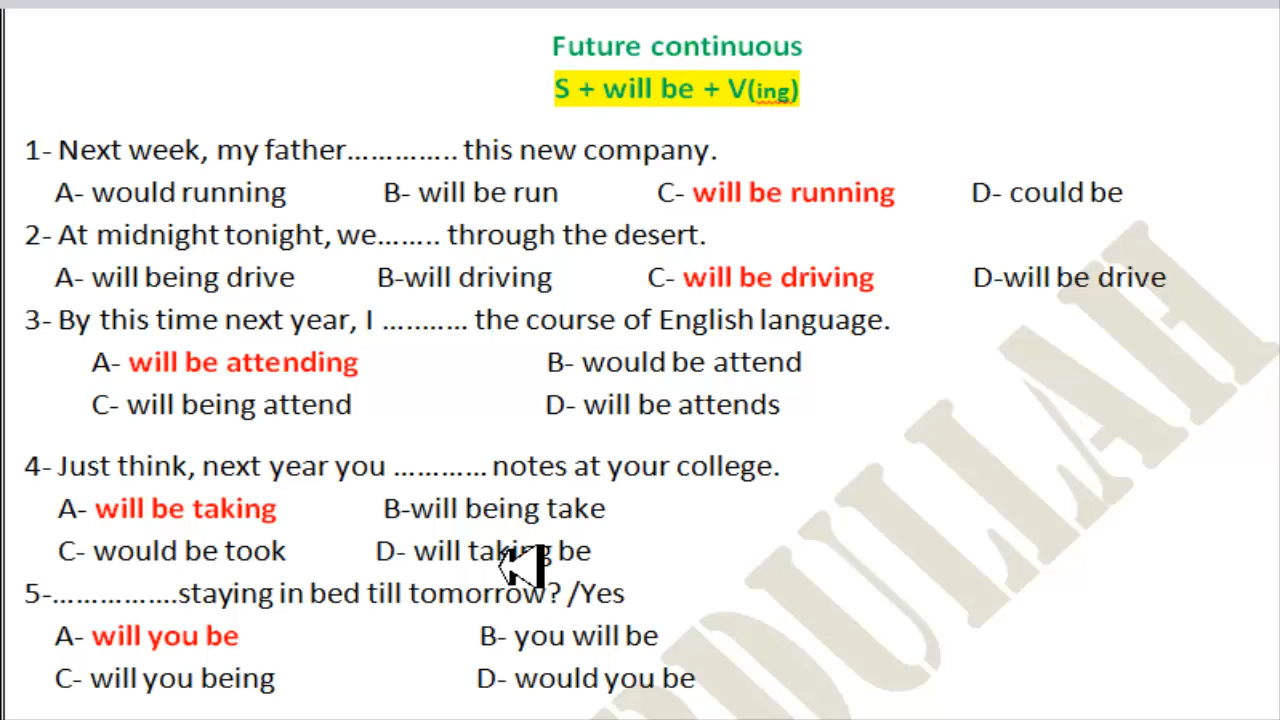 Future continuous
S + will be + V(ing)
1- Next week, my father………….. this new company.
A- would running B- will be run C- will be running D- could be
2- At midnight tonight, we…….. through the desert.
A- will being drive B-will driving C- will be driving D-will be drive
3- By this time next year, I ……..… the course of English language.
A- will be attending B- would be attend
C- will being attend D- will be attends
4- Just think, next year you ………… notes at your college.
A- will be taking B-will being take
C- would be took D- will taking be
5-…………….staying in bed till tomorrow? /Yes
A- will you be B- you will be
C- will you being D- would you be
DULLAH